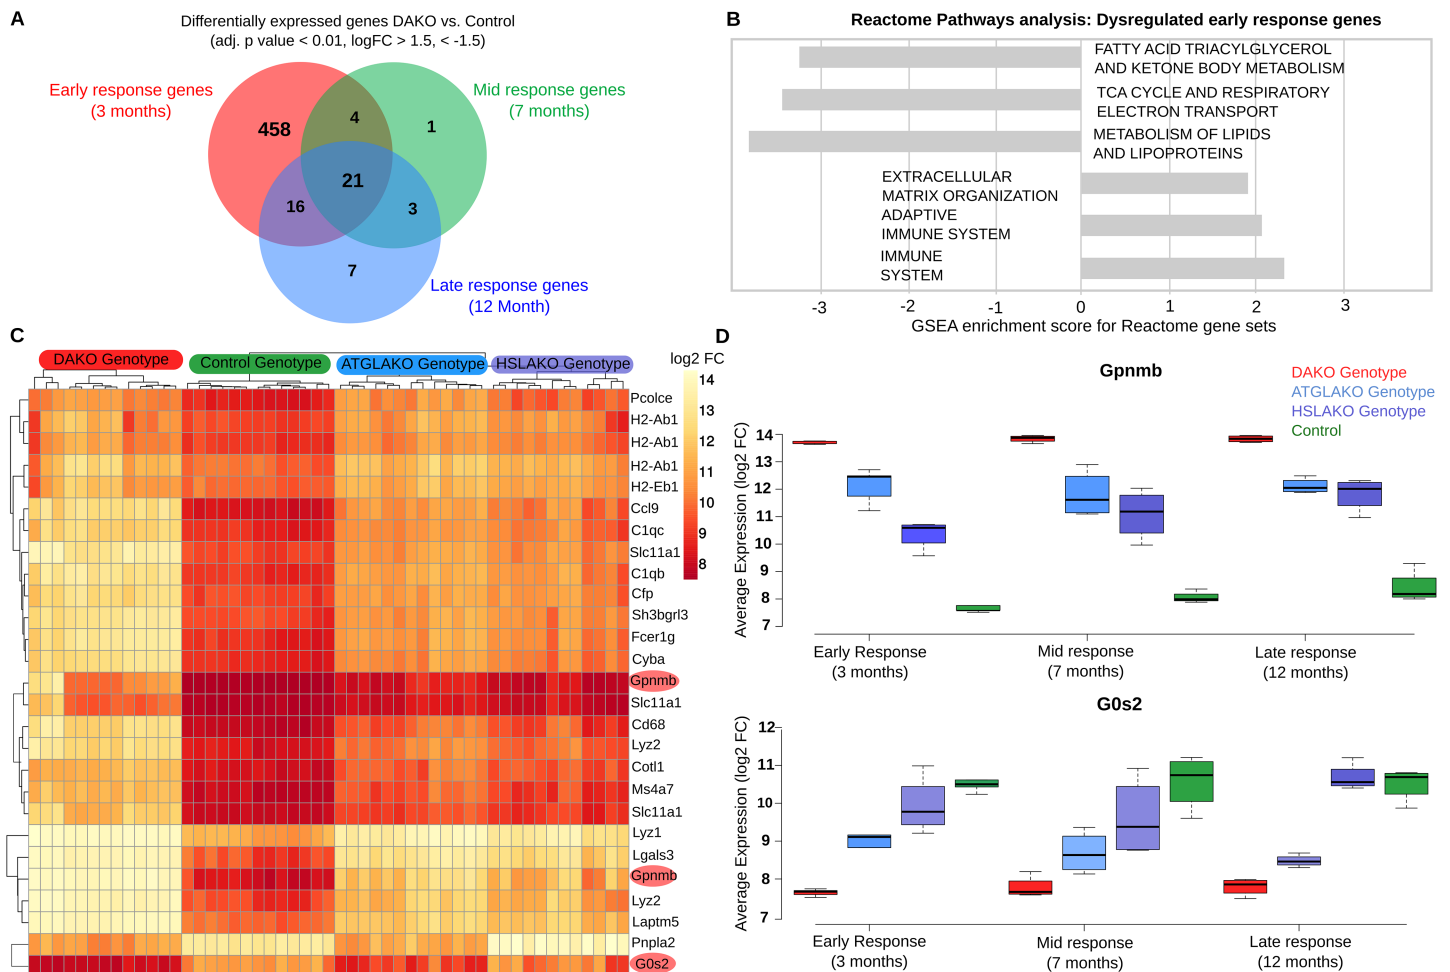 A
Differentially expressed genes DAKO vs. Control
(adj. p value < 0.01, logFC > 1.5, < -1.5)
Early response genes
(3 months)
Mid response genes
(7 months)
458
4
1
21
16
3
7
Late response genes
(12 Month)
B
Reactome Pathways analysis: Dysregulated early response genes
FATTY ACID TRIACYLGLYCEROL
AND KETONE BODY METABOLISM
TCA CYCLE AND RESPIRATORY
ELECTRON TRANSPORT
METABOLISM OF LIPIDS
AND LIPOPROTEINS
EXTRACELLULAR
MATRIX ORGANIZATION
ADAPTIVE
IMMUNE SYSTEM
IMMUNE
SYSTEM
-3 -2 -1 0 1 2 3
GSEA enrichment score for Reactome gene sets
C
DAKO Genotype Control Genotype ATGLAKO Genotype HSLAKO Genotype
log2 FC
14
13
12
11
10
9
8
Pcolce
H2-Ab1
H2-Ab1
H2-Ab1
H2-Eb1
Ccl9
C1qc
Slc11a1
C1qb
Cfp
Sh3bgrl3
Fcer1g
Cyba
Gpnmb
Slc11a1
Cd68
Lyz2
Cotl1
Ms4a7
Slc11a1
Lyz1
Lgals3
Gpnmb
Lyz2
Laptm5
Pnpla2
G0s2
D
Gpnmb
DAKO Genotype
ATGLAKO Genotype
HSLAKO Genotype
Control
Average Expression (log2 FC)
14
13
12
11
10
9
8
7
Early Response
(3 months)
Mid response
(7 months)
Late response
(12 months)
G0s2
Average Expression (log2 FC)
12
11
10
9
8
7
Early Response
(3 months)
Mid response
(7 months)
Late response
(12 months)